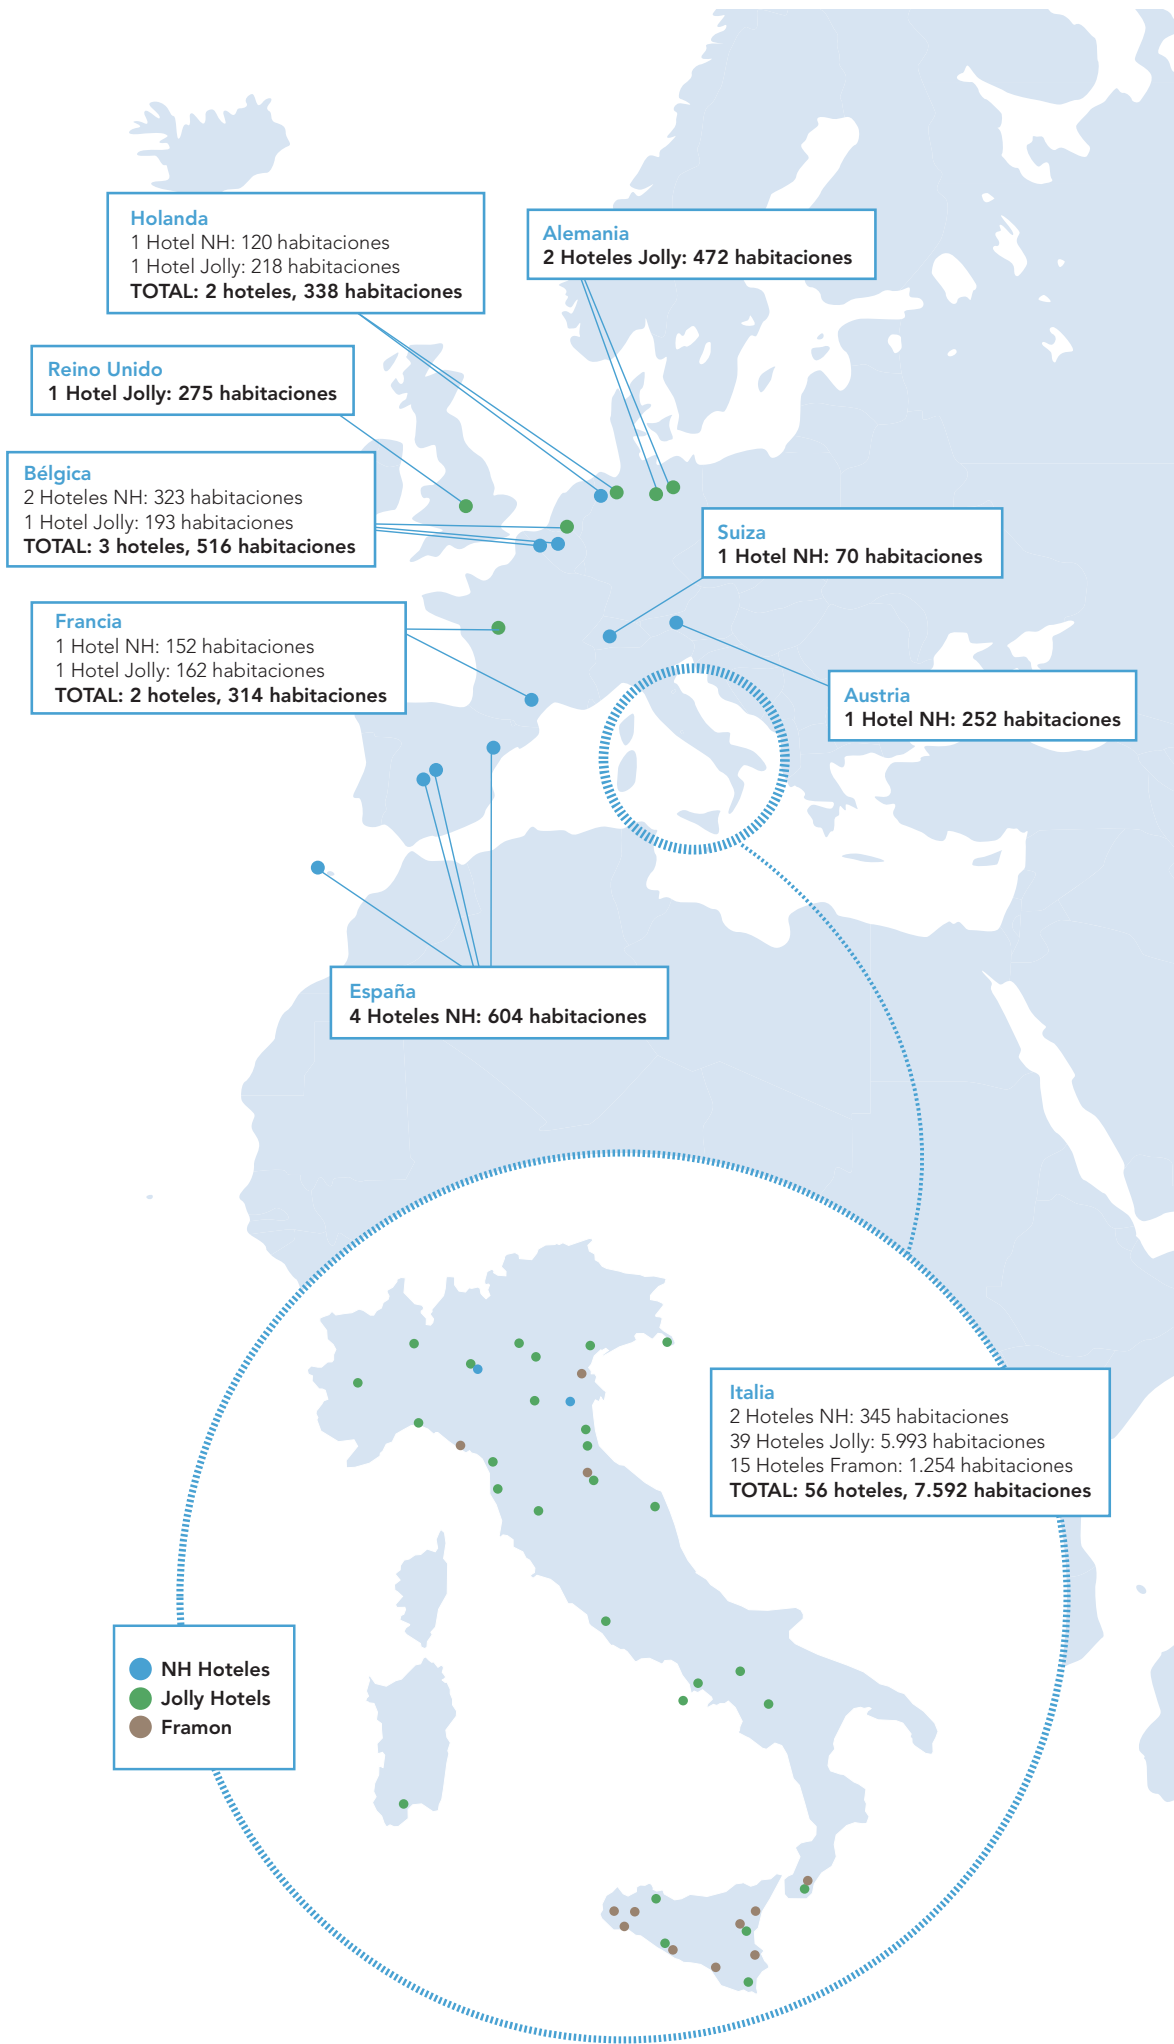 Holanda
1 Hotel NH: 120 habitaciones
1 Hotel Jolly: 218 habitaciones
TOTAL: 2 hoteles, 338 habitaciones
Alemania
2 Hoteles Jolly: 472 habitaciones
Reino Unido
1 Hotel Jolly: 275 habitaciones
Bélgica
2 Hoteles NH: 323 habitaciones
1 Hotel Jolly: 193 habitaciones
TOTAL: 3 hoteles, 516 habitaciones
Suiza
1 Hotel NH: 70 habitaciones
Francia
1 Hotel NH: 152 habitaciones
1 Hotel Jolly: 162 habitaciones
TOTAL: 2 hoteles, 314 habitaciones
Austria
1 Hotel NH: 252 habitaciones
España
4 Hoteles NH: 604 habitaciones
Italia
2 Hoteles NH: 345 habitaciones
39 Hoteles Jolly: 5.993 habitaciones
15 Hoteles Framon: 1.254 habitaciones
TOTAL: 56 hoteles, 7.592 habitaciones
NH Hoteles
Jolly Hotels
Framon